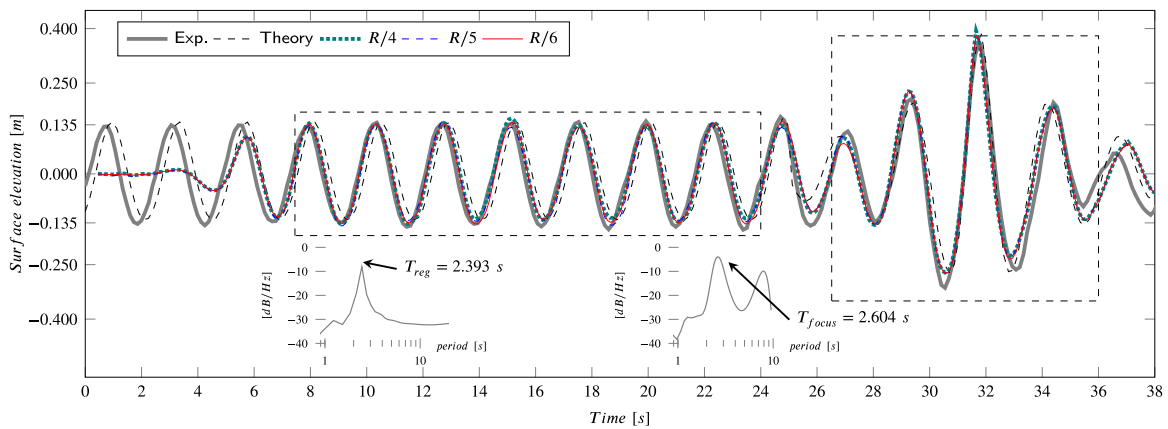 0.400
Exp. Theory R/4 R/5 R/6
0.250
0.135
0.000
−0.135
−0.250
−0.400
Surface elevation [m]
0
−10
−20
−30
−40
[dB/Hz]
T_reg = 2.393 s
1 10
period [s]
0
−10
−20
−30
−40
[dB/Hz]
T_focus = 2.604 s
1 10
period [s]
0 2 4 6 8 10 12 14 16 18 20 22 24 26 28 30 32 34 36 38
Time [s]